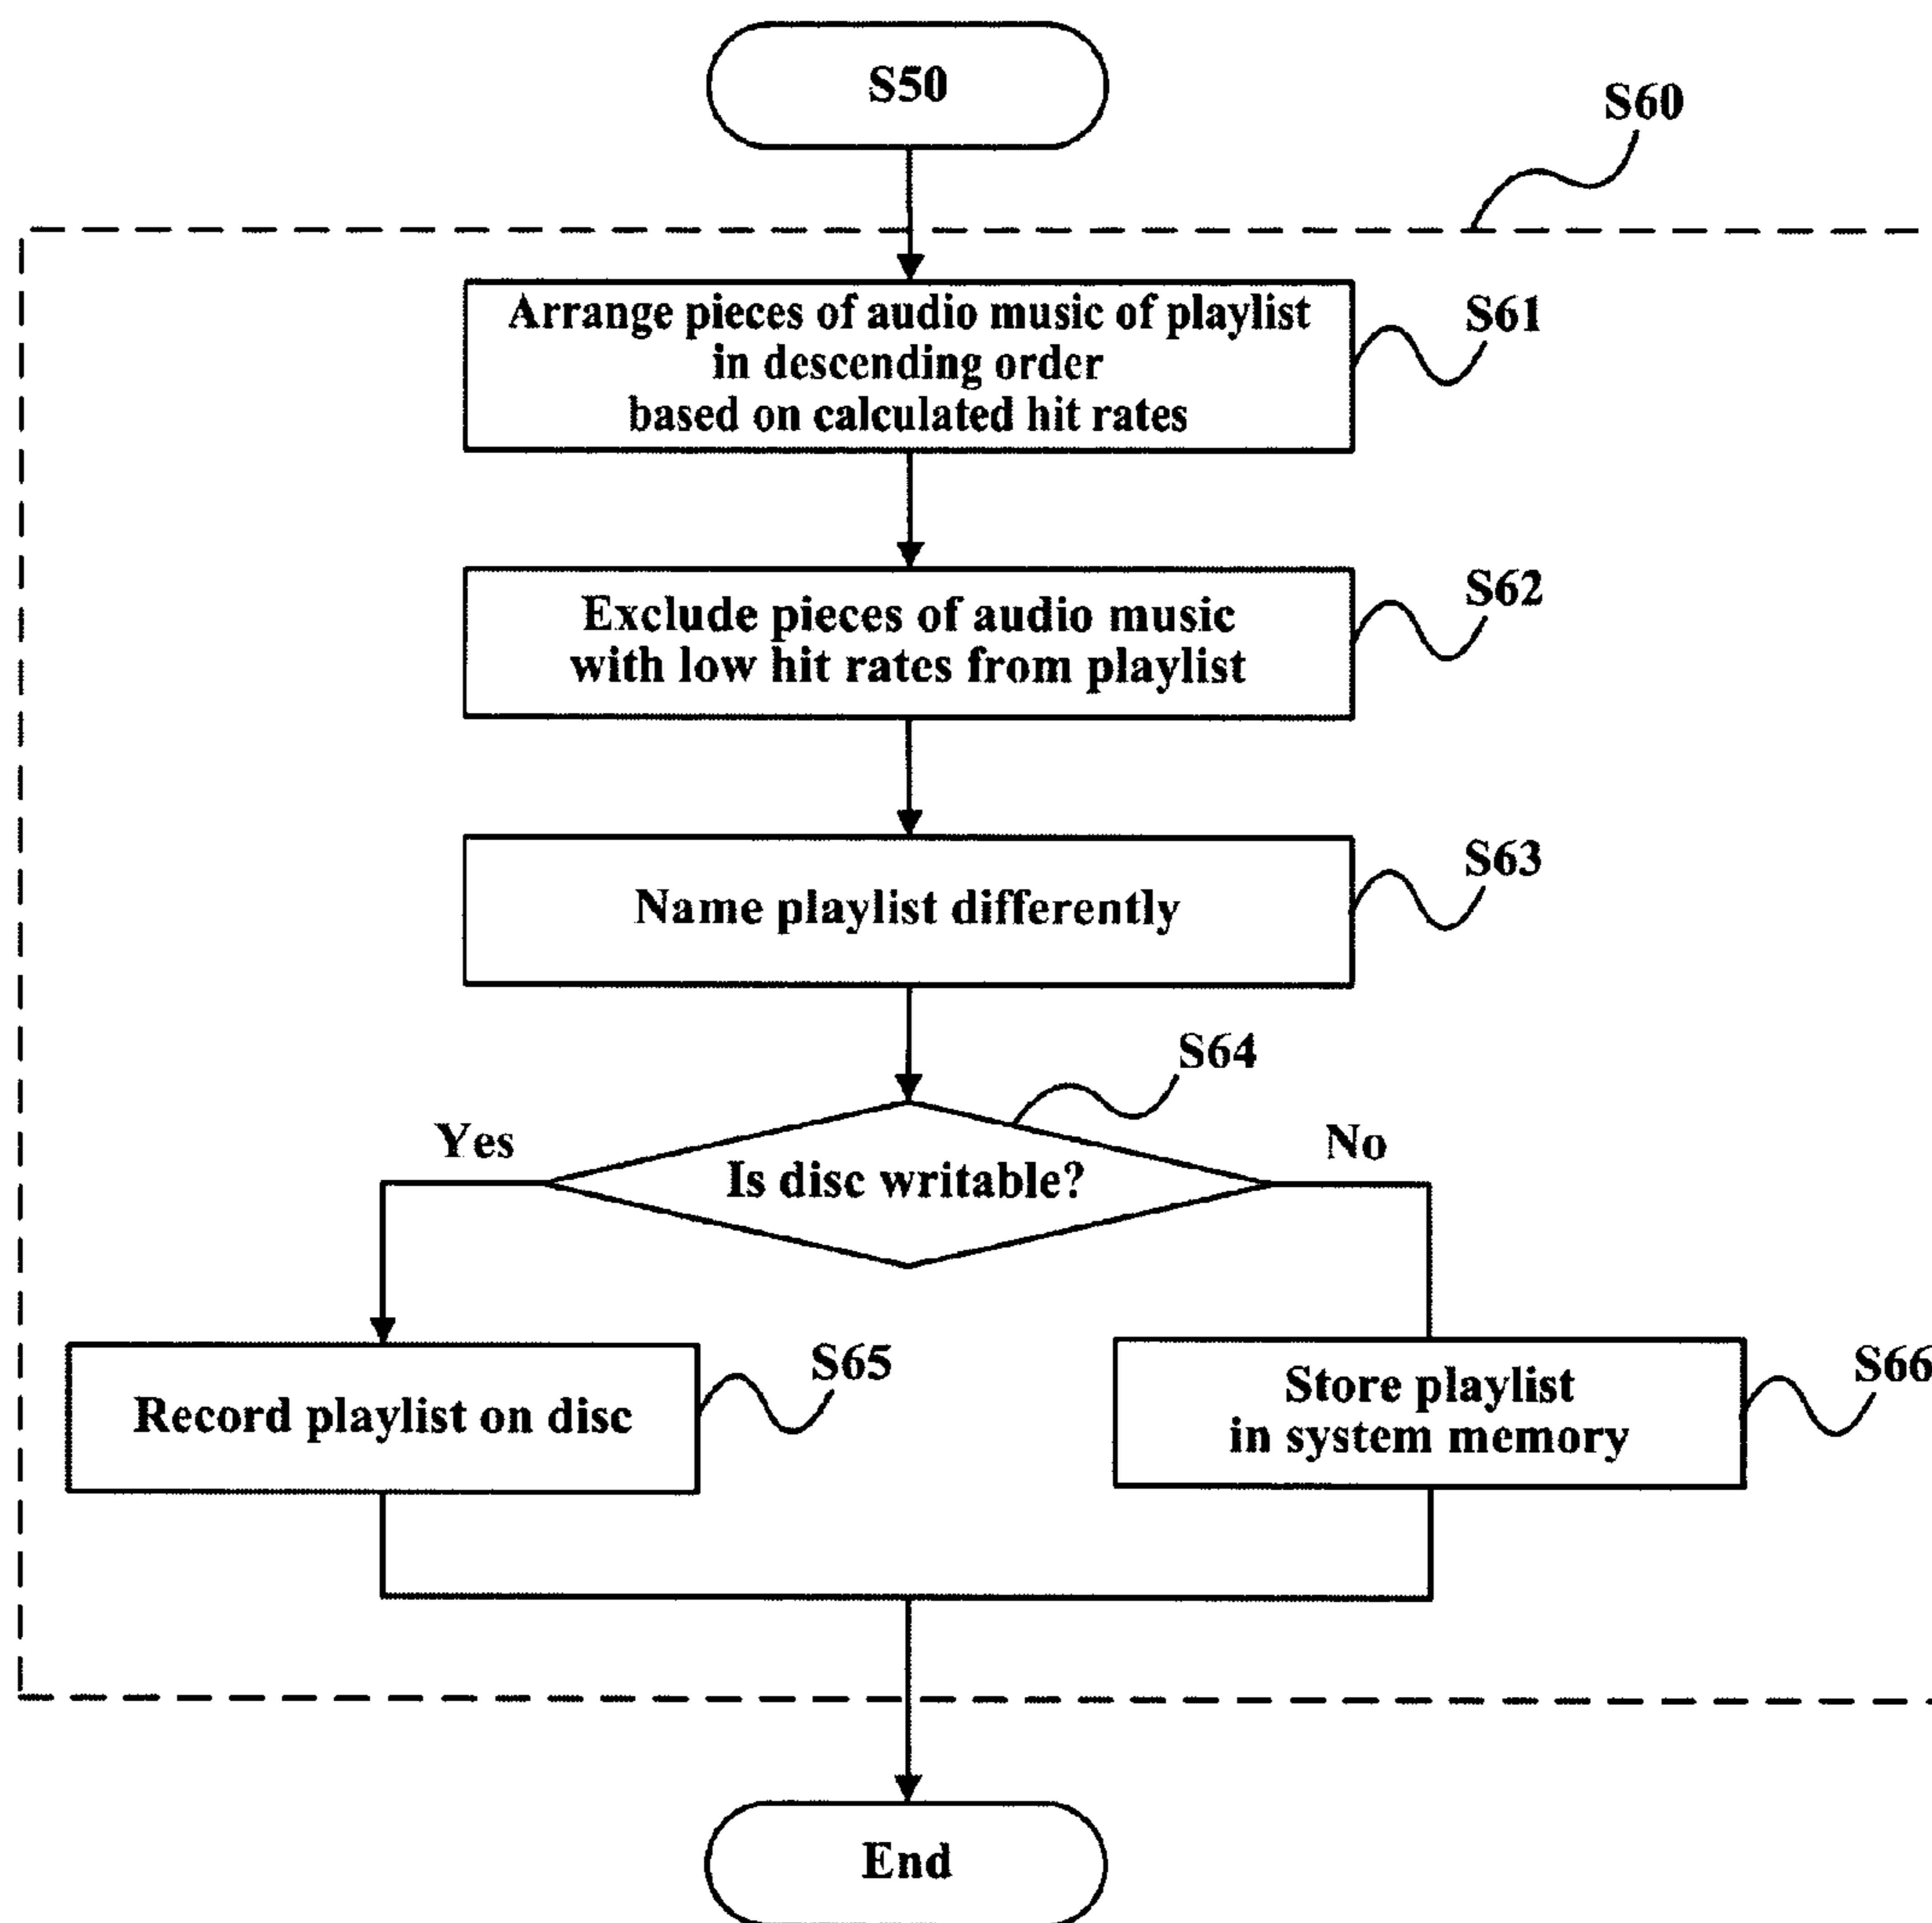 S50
S60
Arrange pieces of audio music of playlist
in descending order
based on calculated hit rates
S61
Exclude pieces of audio music
with low hit rates from playlist
S62
Name playlist differently
S63
S64
Yes
No
Is disc writable?
Record playlist on disc
S65
Store playlist
in system memory
S66
End